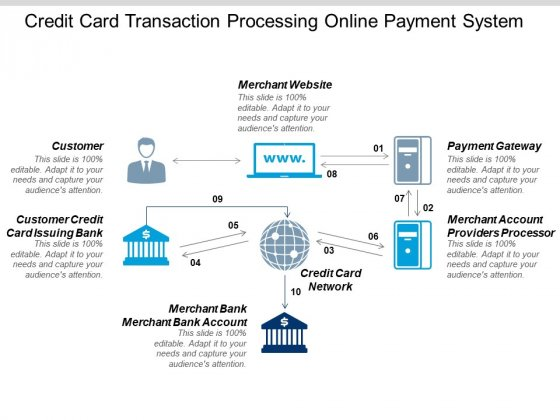 Credit Card Transaction Processing Online Payment System
Merchant Website
This slide is 100%
editable. Adapt it to your
needs and capture your
audience's attention.
Customer
This slide is 100%
editable. Adapt it to your
needs and capture your
audience's attention.
www.
01
08
Payment Gateway
This slide is 100%
editable. Adapt it to your
needs and capture your
audience's attention.
07
02
09
Customer Credit
Card Issuing Bank
This slide is 100%
editable. Adapt it to your
needs and capture your
audience's attention.
$
05
04
06
03
Merchant Account
Providers Processor
This slide is 100%
editable. Adapt it to your
needs and capture your
audience's attention.
Credit Card
Network
10
Merchant Bank
Merchant Bank Account
This slide is 100%
editable. Adapt it to your
needs and capture your
audience's attention.
$